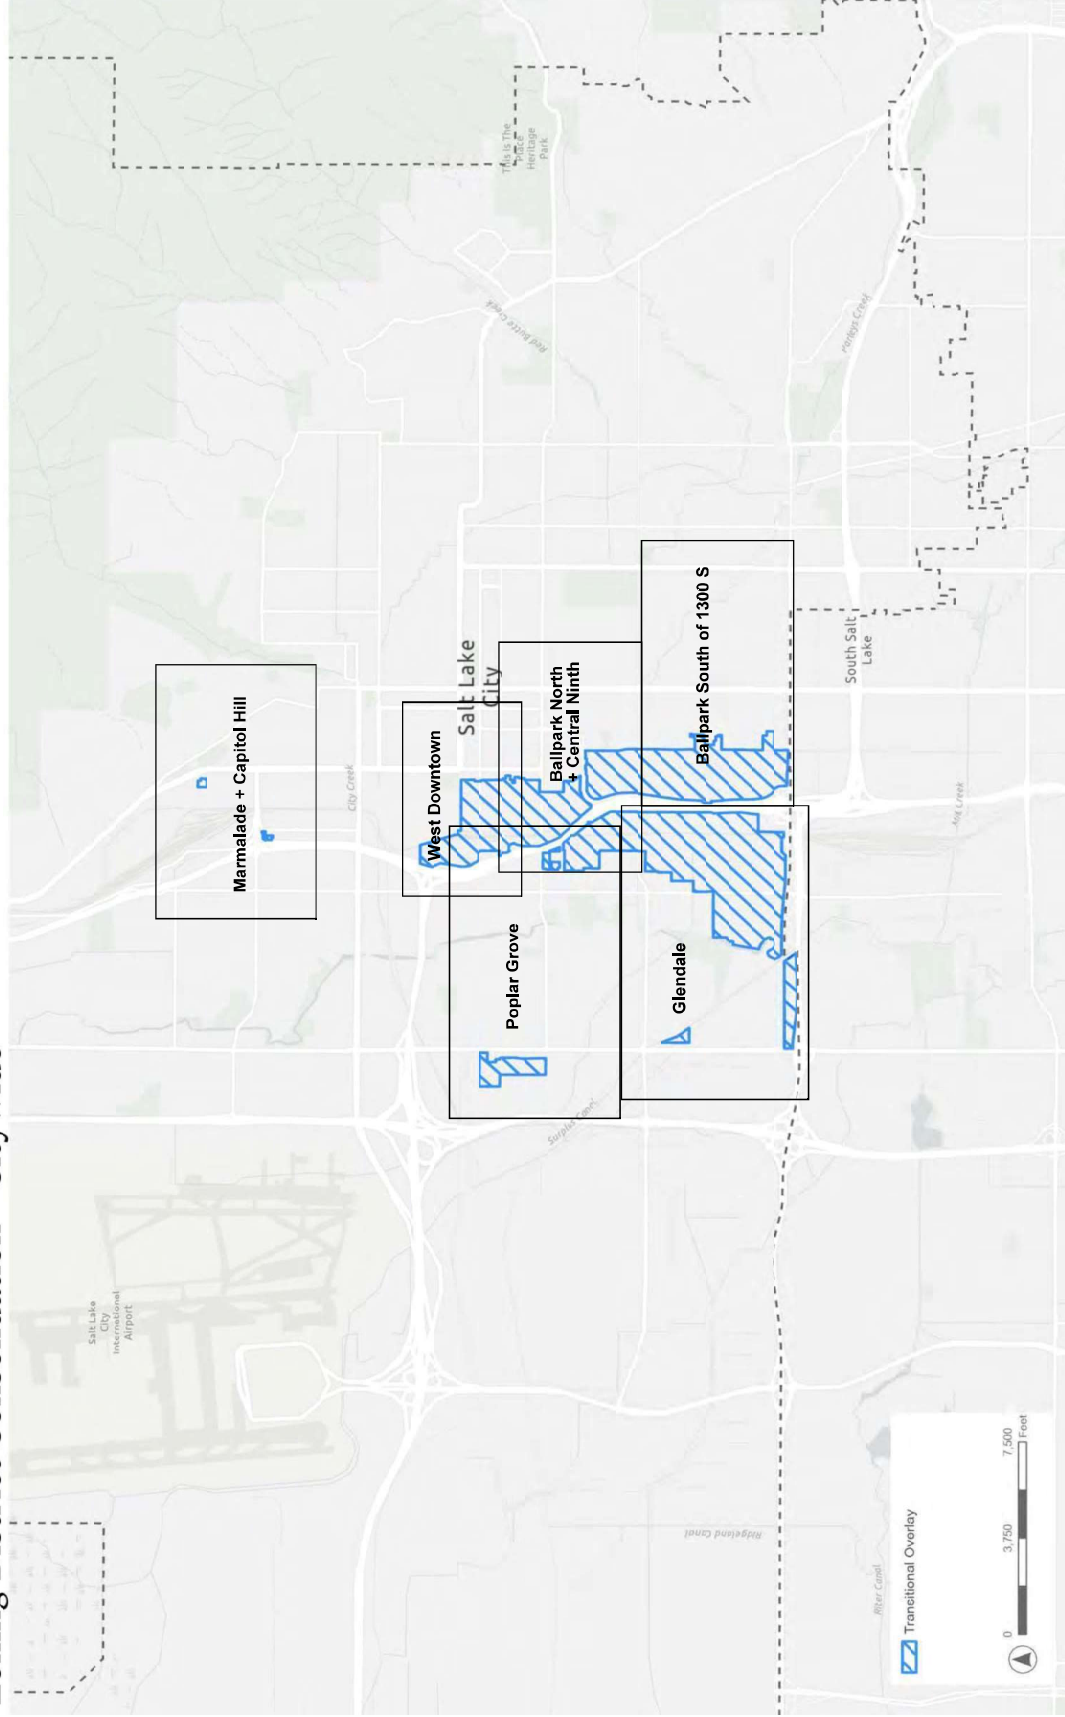 This Is The
Place
Heritage
Park
Red Butte Creek
Parleys Creek
Marmalade + Capitol Hill
City Creek
Salt Lake
City
West Downtown
Ballpark North
+ Central Ninth
Ballpark South of 1300 S
South Salt
Lake
Mill Creek
Poplar Grove
Glendale
Surplus Canal
Salt Lake
City
International
Airport
Ridgeland Canal
Riter Canal
Transitional Overlay
0 3,750 7,500
Feet